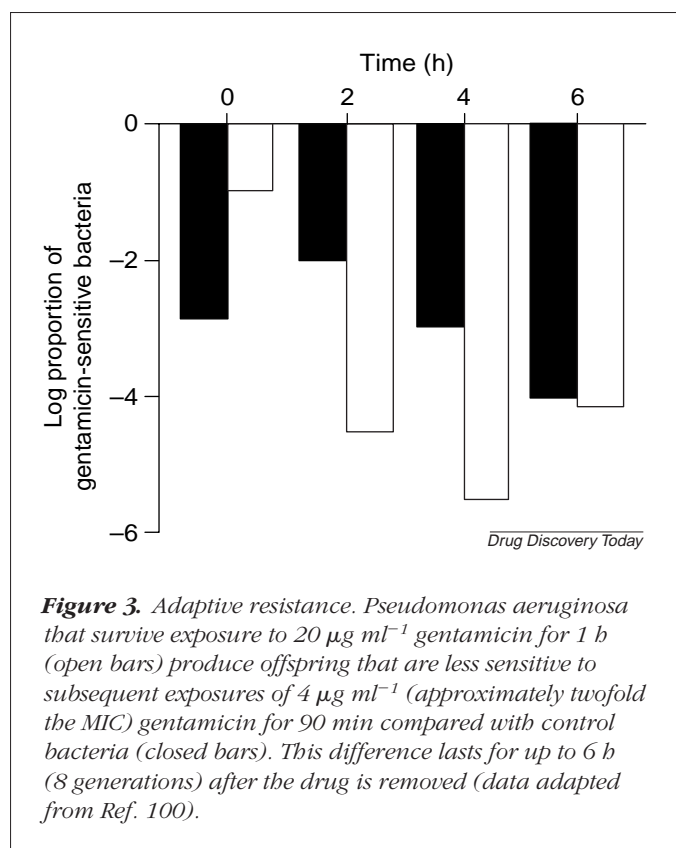 Time (h)
0 2 4 6
0
–2
–4
–6
Log proportion of
gentamicin-sensitive bacteria
Drug Discovery Today
Figure 3. Adaptive resistance. Pseudomonas aeruginosa
that survive exposure to 20 μg ml⁻¹ gentamicin for 1 h
(open bars) produce offspring that are less sensitive to
subsequent exposures of 4 μg ml⁻¹ (approximately twofold
the MIC) gentamicin for 90 min compared with control
bacteria (closed bars). This difference lasts for up to 6 h
(8 generations) after the drug is removed (data adapted
from Ref. 100).